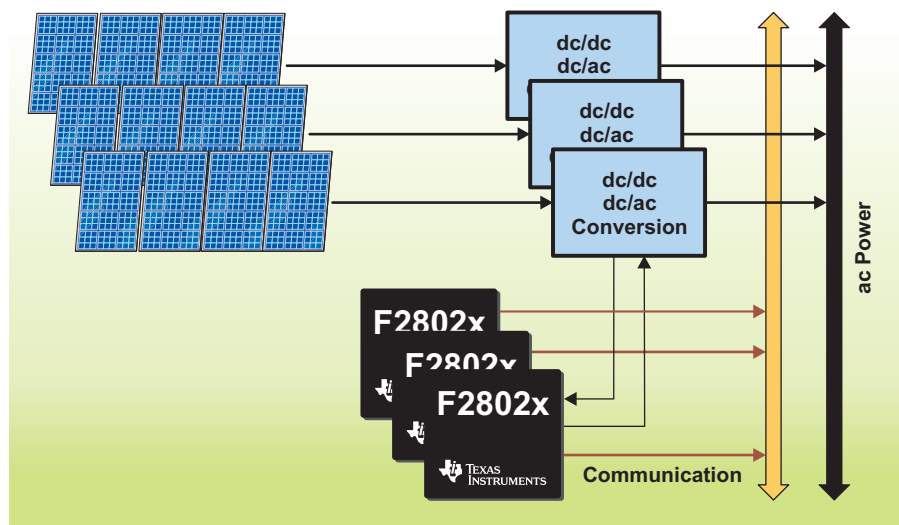 dc/dc
dc/ac
dc/dc
dc/ac
dc/dc
dc/ac
Conversion
ac Power
F2802x
F2802x
F2802x
TEXAS
INSTRUMENTS
Communication